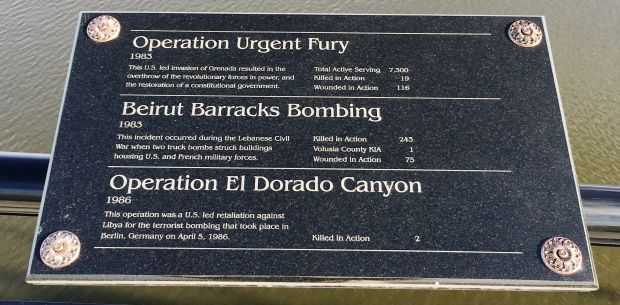 Operation Urgent Fury
1983
This U.S. led invasion of Grenada resulted in the
overthrow of the revolutionary forces in power, and
the restoration of a constitutional government.
Total Active Serving 7,300
Killed in Action 19
Wounded in Action 116
Beirut Barracks Bombing
1983
This incident occurred during the Lebanese Civil
War when two truck bombs struck buildings
housing U.S. and French military forces.
Killed in Action 243
Volusia County KIA 1
Wounded in Action 75
Operation El Dorado Canyon
1986
This operation was a U.S. led retaliation against
Libya for the terrorist bombing that took place in
Berlin, Germany on April 5, 1986.
Killed in Action 2